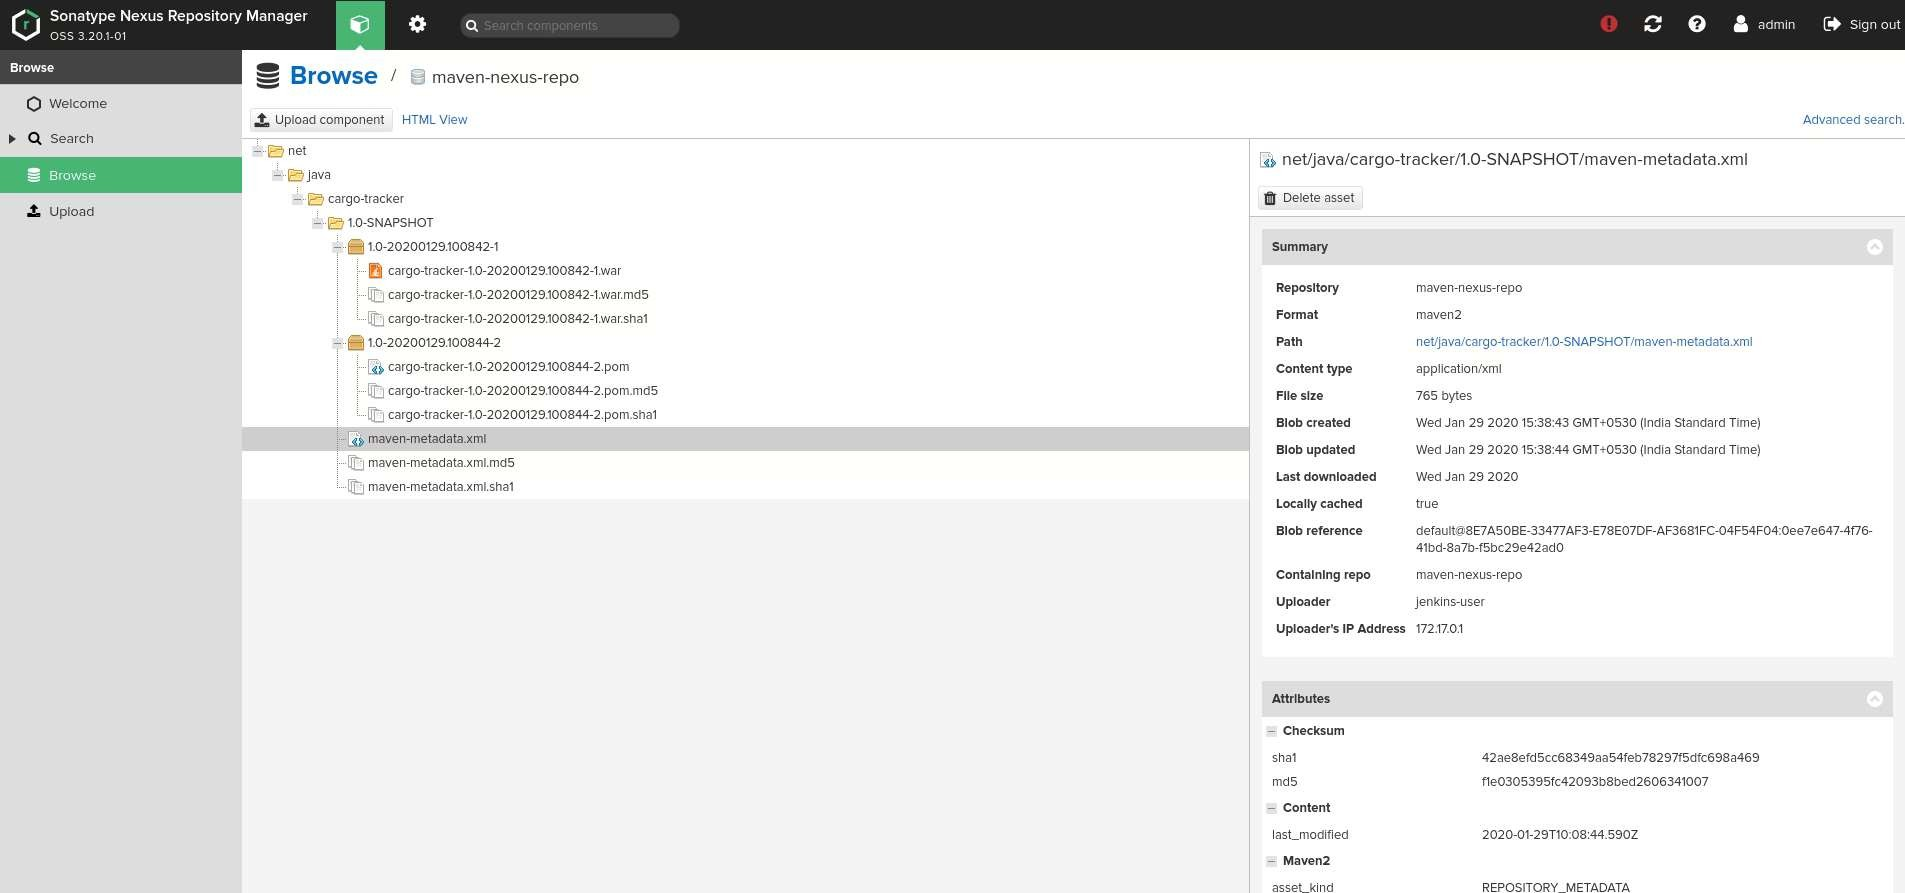 Sonatype Nexus Repository Manager
OSS 3.20.1-01
Search components
admin
Sign out
Browse
Welcome
Search
Browse
Upload
Browse / maven-nexus-repo
Upload component
HTML View
Advanced search.
net
java
cargo-tracker
1.0-SNAPSHOT
1.0-20200129.100842-1
cargo-tracker-1.0-20200129.100842-1.war
cargo-tracker-1.0-20200129.100842-1.war.md5
cargo-tracker-1.0-20200129.100842-1.war.sha1
1.0-20200129.100844-2
cargo-tracker-1.0-20200129.100844-2.pom
cargo-tracker-1.0-20200129.100844-2.pom.md5
cargo-tracker-1.0-20200129.100844-2.pom.sha1
maven-metadata.xml
maven-metadata.xml.md5
maven-metadata.xml.sha1
net/java/cargo-tracker/1.0-SNAPSHOT/maven-metadata.xml
Delete asset
Summary
Repository maven-nexus-repo
Format maven2
Path net/java/cargo-tracker/1.0-SNAPSHOT/maven-metadata.xml
Content type application/xml
File size 765 bytes
Blob created Wed Jan 29 2020 15:38:43 GMT+0530 (India Standard Time)
Blob updated Wed Jan 29 2020 15:38:44 GMT+0530 (India Standard Time)
Last downloaded Wed Jan 29 2020
Locally cached true
Blob reference default@8E7A50BE-33477AF3-E78E07DF-AF3681FC-04F54F04:0ee7e647-4f76-
41bd-8a7b-f5bc29e42ad0
Containing repo maven-nexus-repo
Uploader jenkins-user
Uploader's IP Address 172.17.0.1
Attributes
Checksum
sha1 42ae8efd5cc68349aa54feb78297f5dfc698a469
md5 f1e0305395fc42093b8bed2606341007
Content
last_modified 2020-01-29T10:08:44.590Z
Maven2
asset_kind REPOSITORY_METADATA